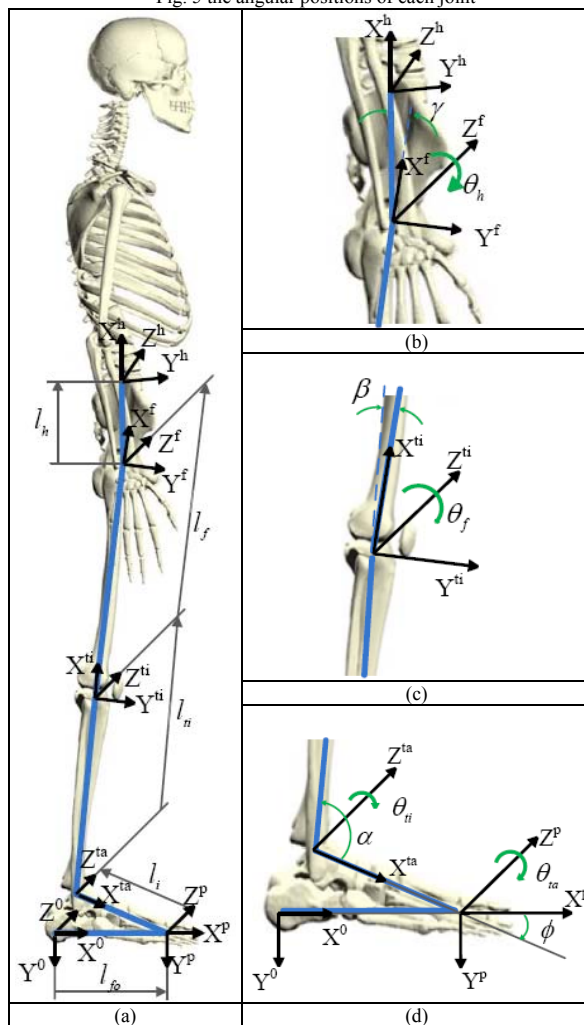 Fig. 5 the angular positions of each joint
X^h
Z^h
Y^h
l_h
X^f
Z^f
Y^f
l_f
X^ti
Z^ti
Y^ti
l_ti
Z^ta
l_i
X^ta
Z^0
Z^p
X^0
X^p
Y^0
Y^p
l_fo
(a)
X^h
Z^h
Y^h
γ
Z^f
X^f
θ_h
Y^f
(b)
β
X^ti
Z^ti
θ_f
Y^ti
(c)
Z^ta
θ_ti
Z^p
α
X^ta
θ_ta
X^0
ϕ
Y^0
Y^p
(d)